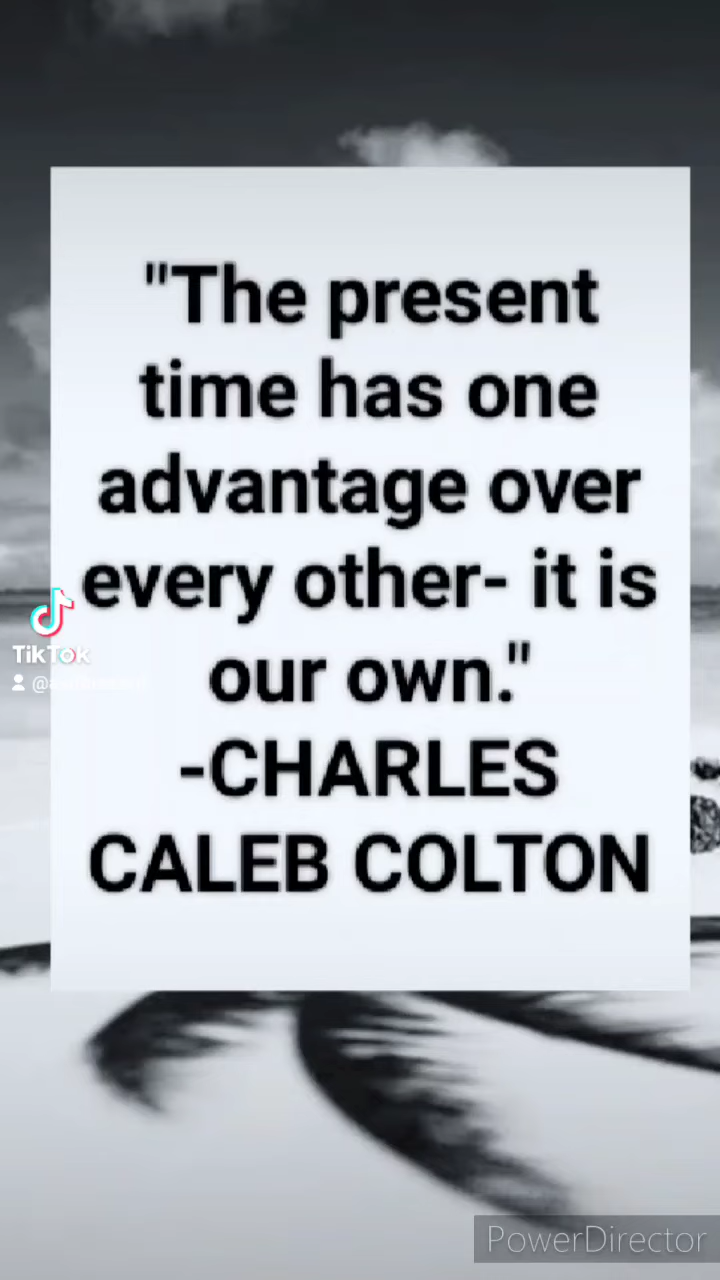 "The present
time has one
advantage over
every other- it is
our own."
-CHARLES
CALEB COLTON
TikTok
PowerDirector